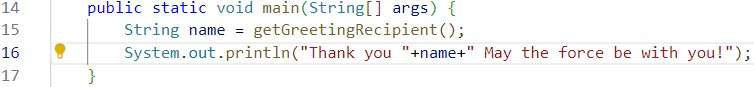 14 public static void main(String[] args) {
15 String name = getGreetingRecipient();
16 System.out.println("Thank you "+name+" May the force be with you!");
17 }